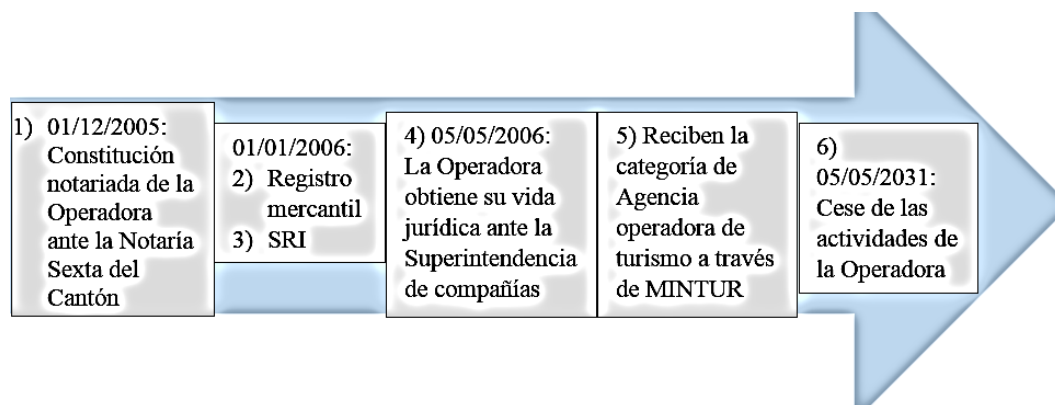 1) 01/12/2005:
Constitución
notariada de la
Operadora
ante la Notaría
Sexta del
Cantón
01/01/2006:
2) Registro
mercantil
3) SRI
4) 05/05/2006:
La Operadora
obtiene su vida
jurídica ante la
Superintendencia
de compañías
5) Reciben la
categoría de
Agencia
operadora de
turismo a través
de MINTUR
6)
05/05/2031:
Cese de las
actividades de
la Operadora